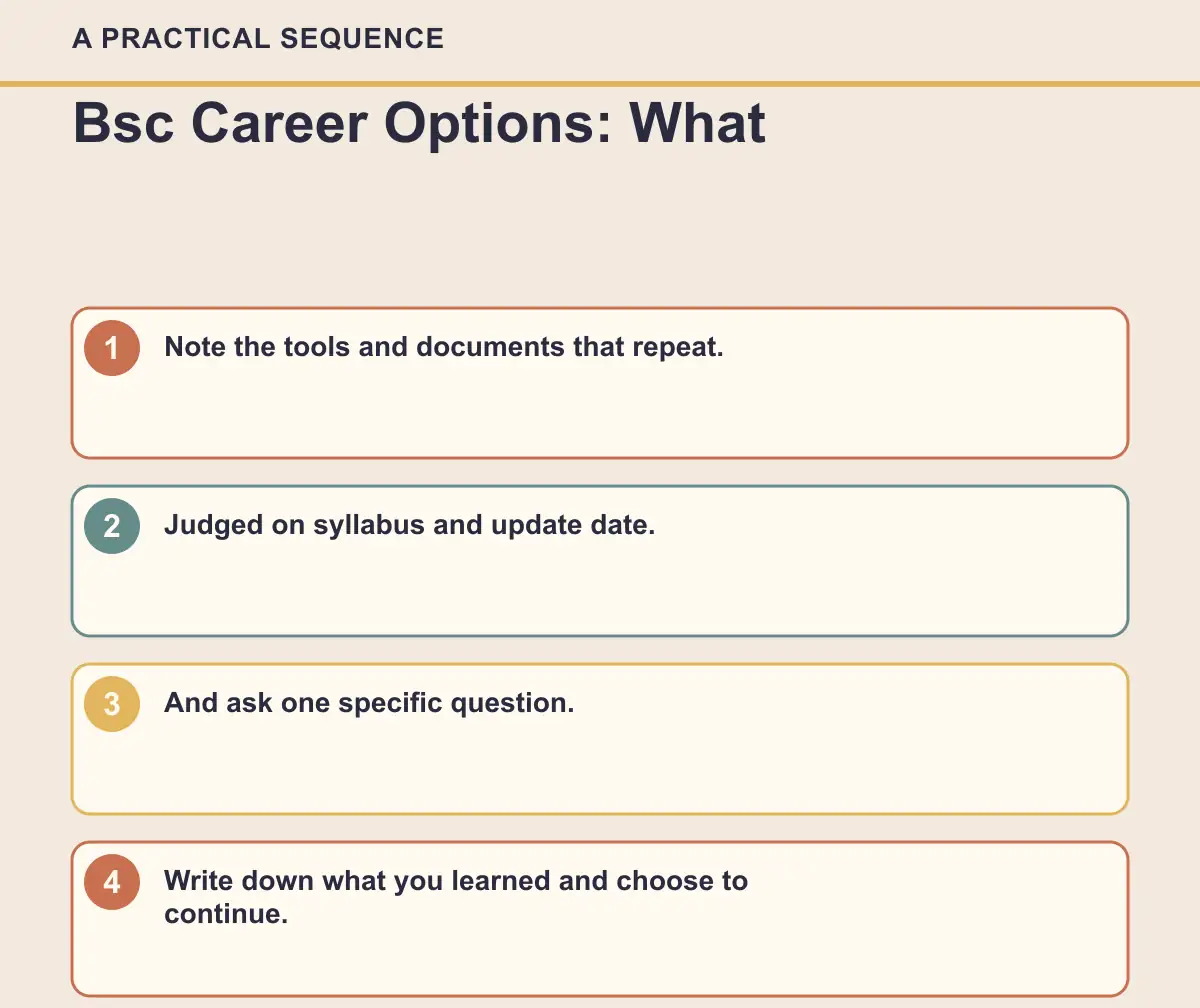 A PRACTICAL SEQUENCE
Bsc Career Options: What
1
Note the tools and documents that repeat.
2
Judged on syllabus and update date.
3
And ask one specific question.
4
Write down what you learned and choose to
continue.